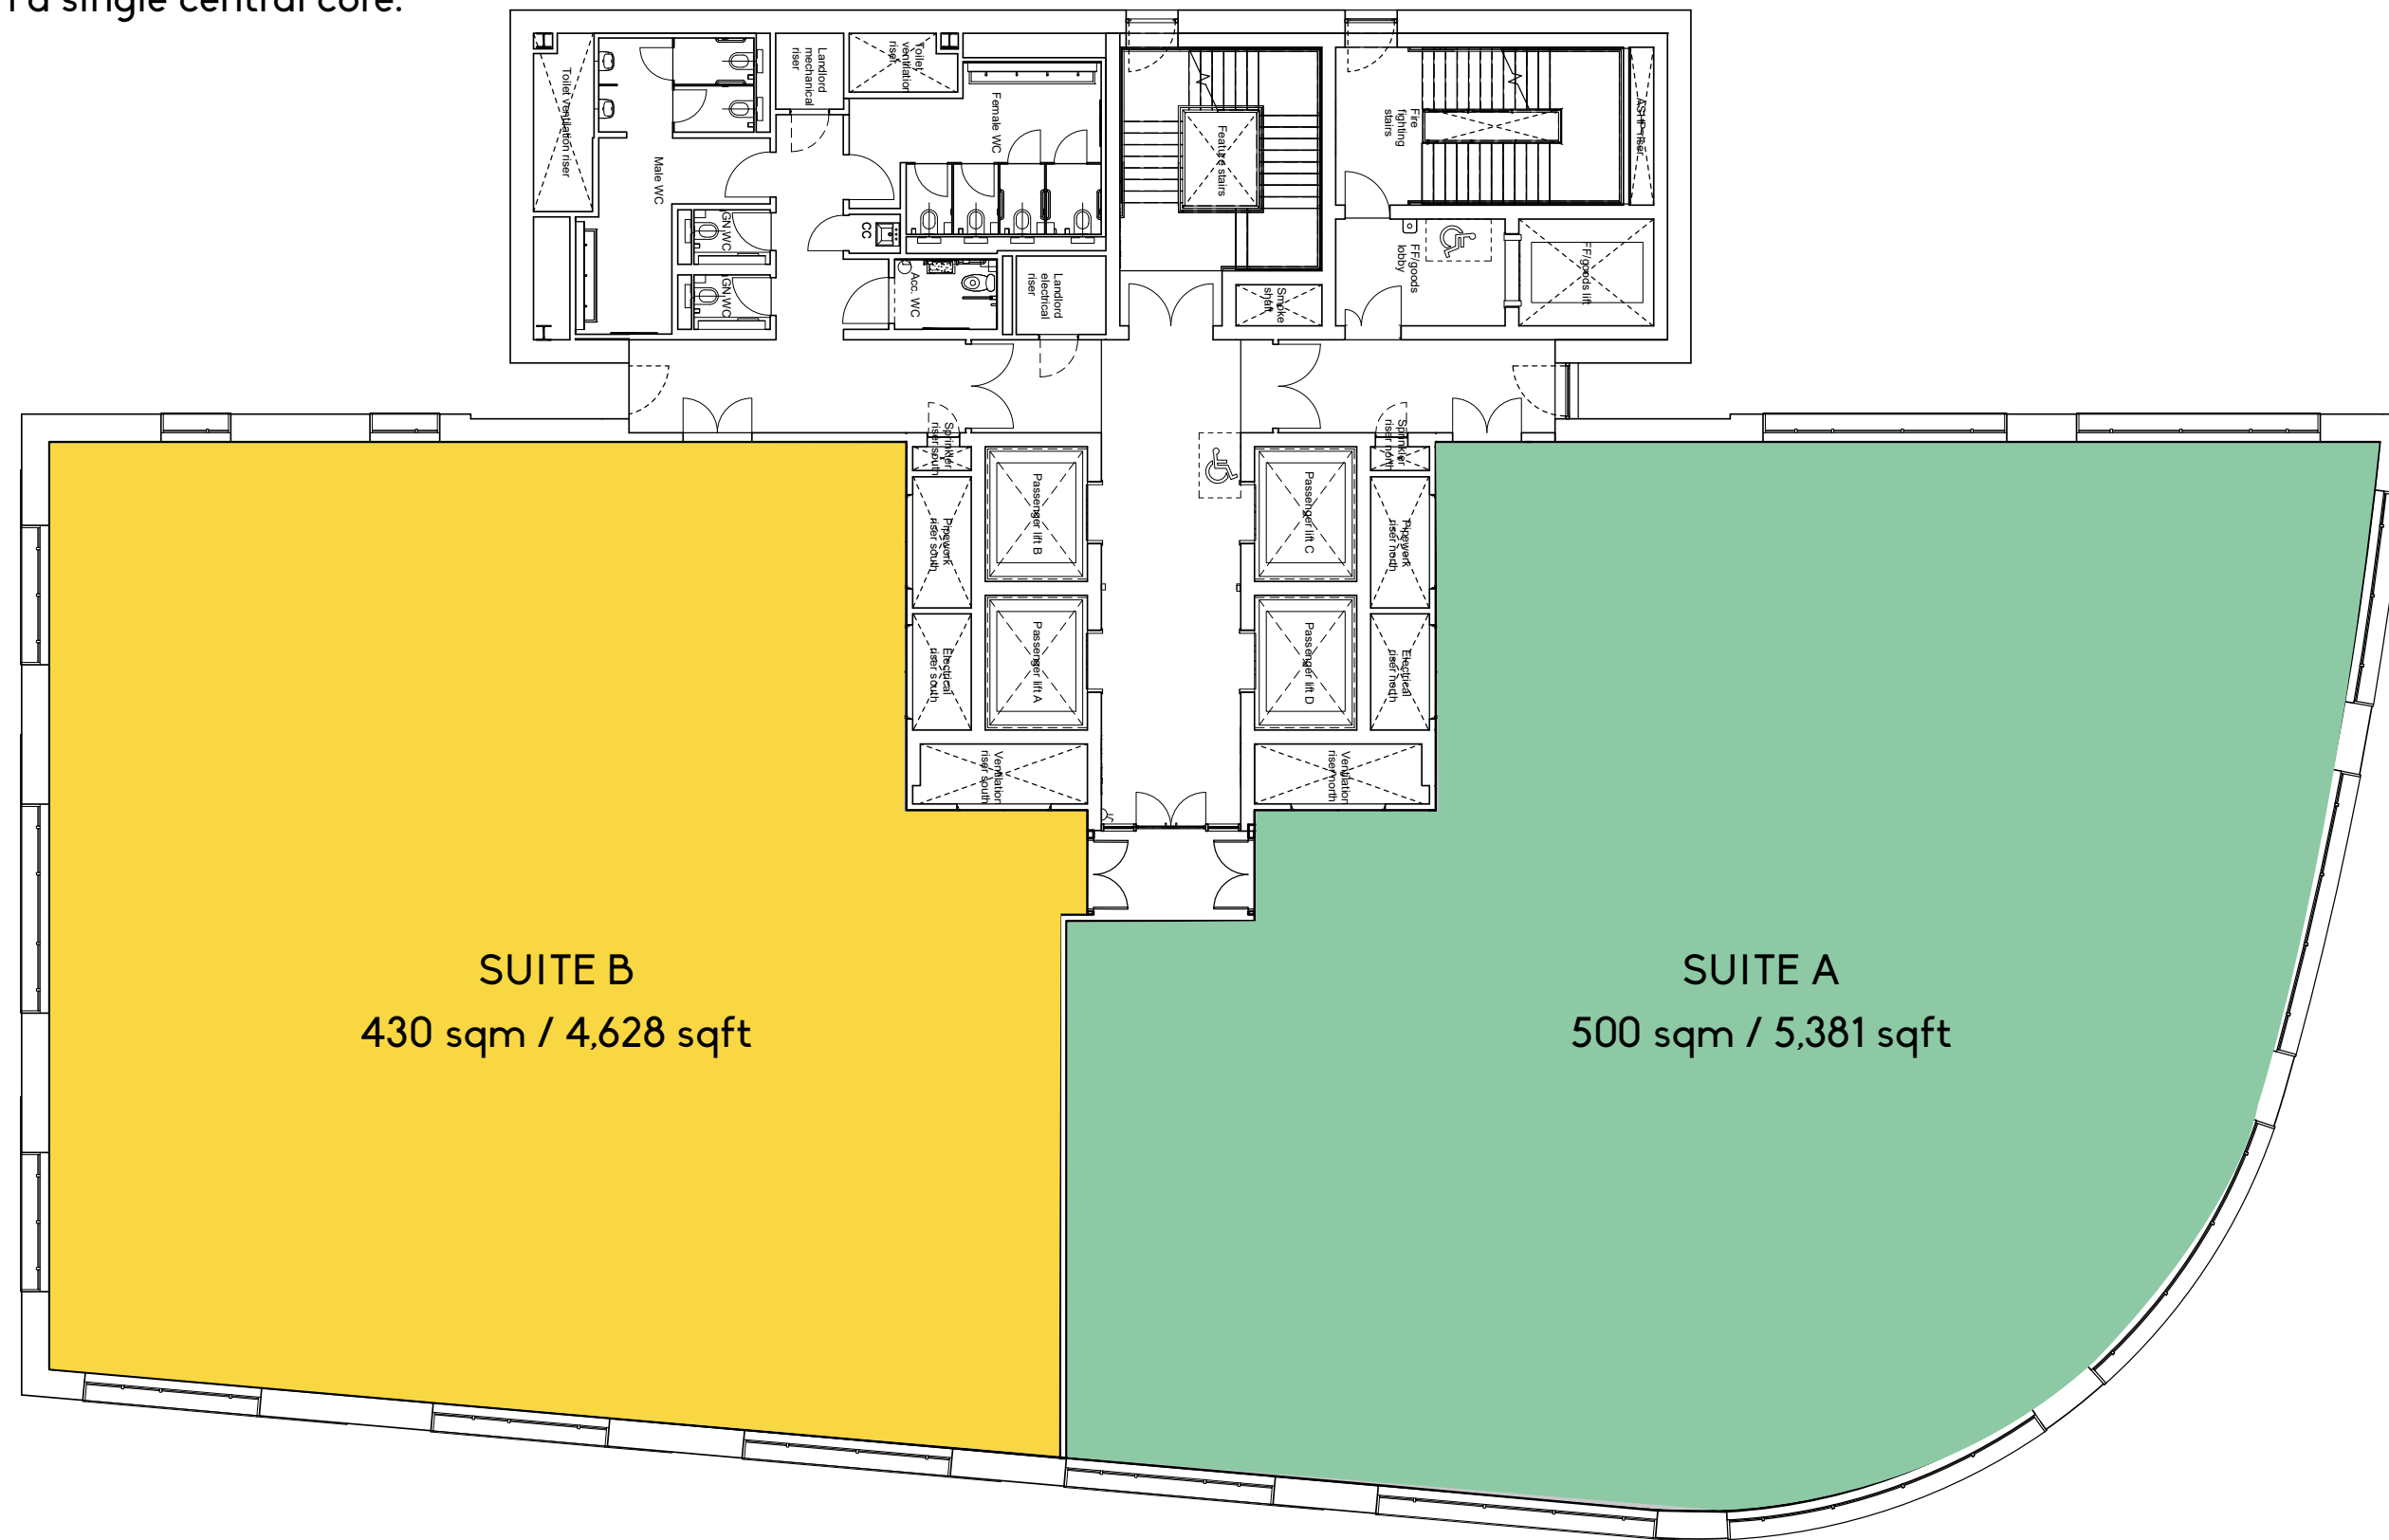 a single central core.
Toilet ventilation riser
Male WC
Landlord
mechanical
riser
Toilet
ventilation
riser
Female WC
Feature stairs
Fire
fighting
stairs
ASHP riser
GN WC
GN WC
CC
Acc. WC
Landlord
electrical
riser
Smoke
shaft
FF/goods
lobby
FF/goods lift
Sprinkler
riser south
Pipework
riser south
Electrical
riser south
Passenger lift B
Passenger lift A
Ventilation
riser south
Passenger lift C
Passenger lift D
Sprinkler
riser north
Pipework
riser north
Electrical
riser north
Ventilation
riser north
SUITE B
430 sqm / 4,628 sqft
SUITE A
500 sqm / 5,381 sqft